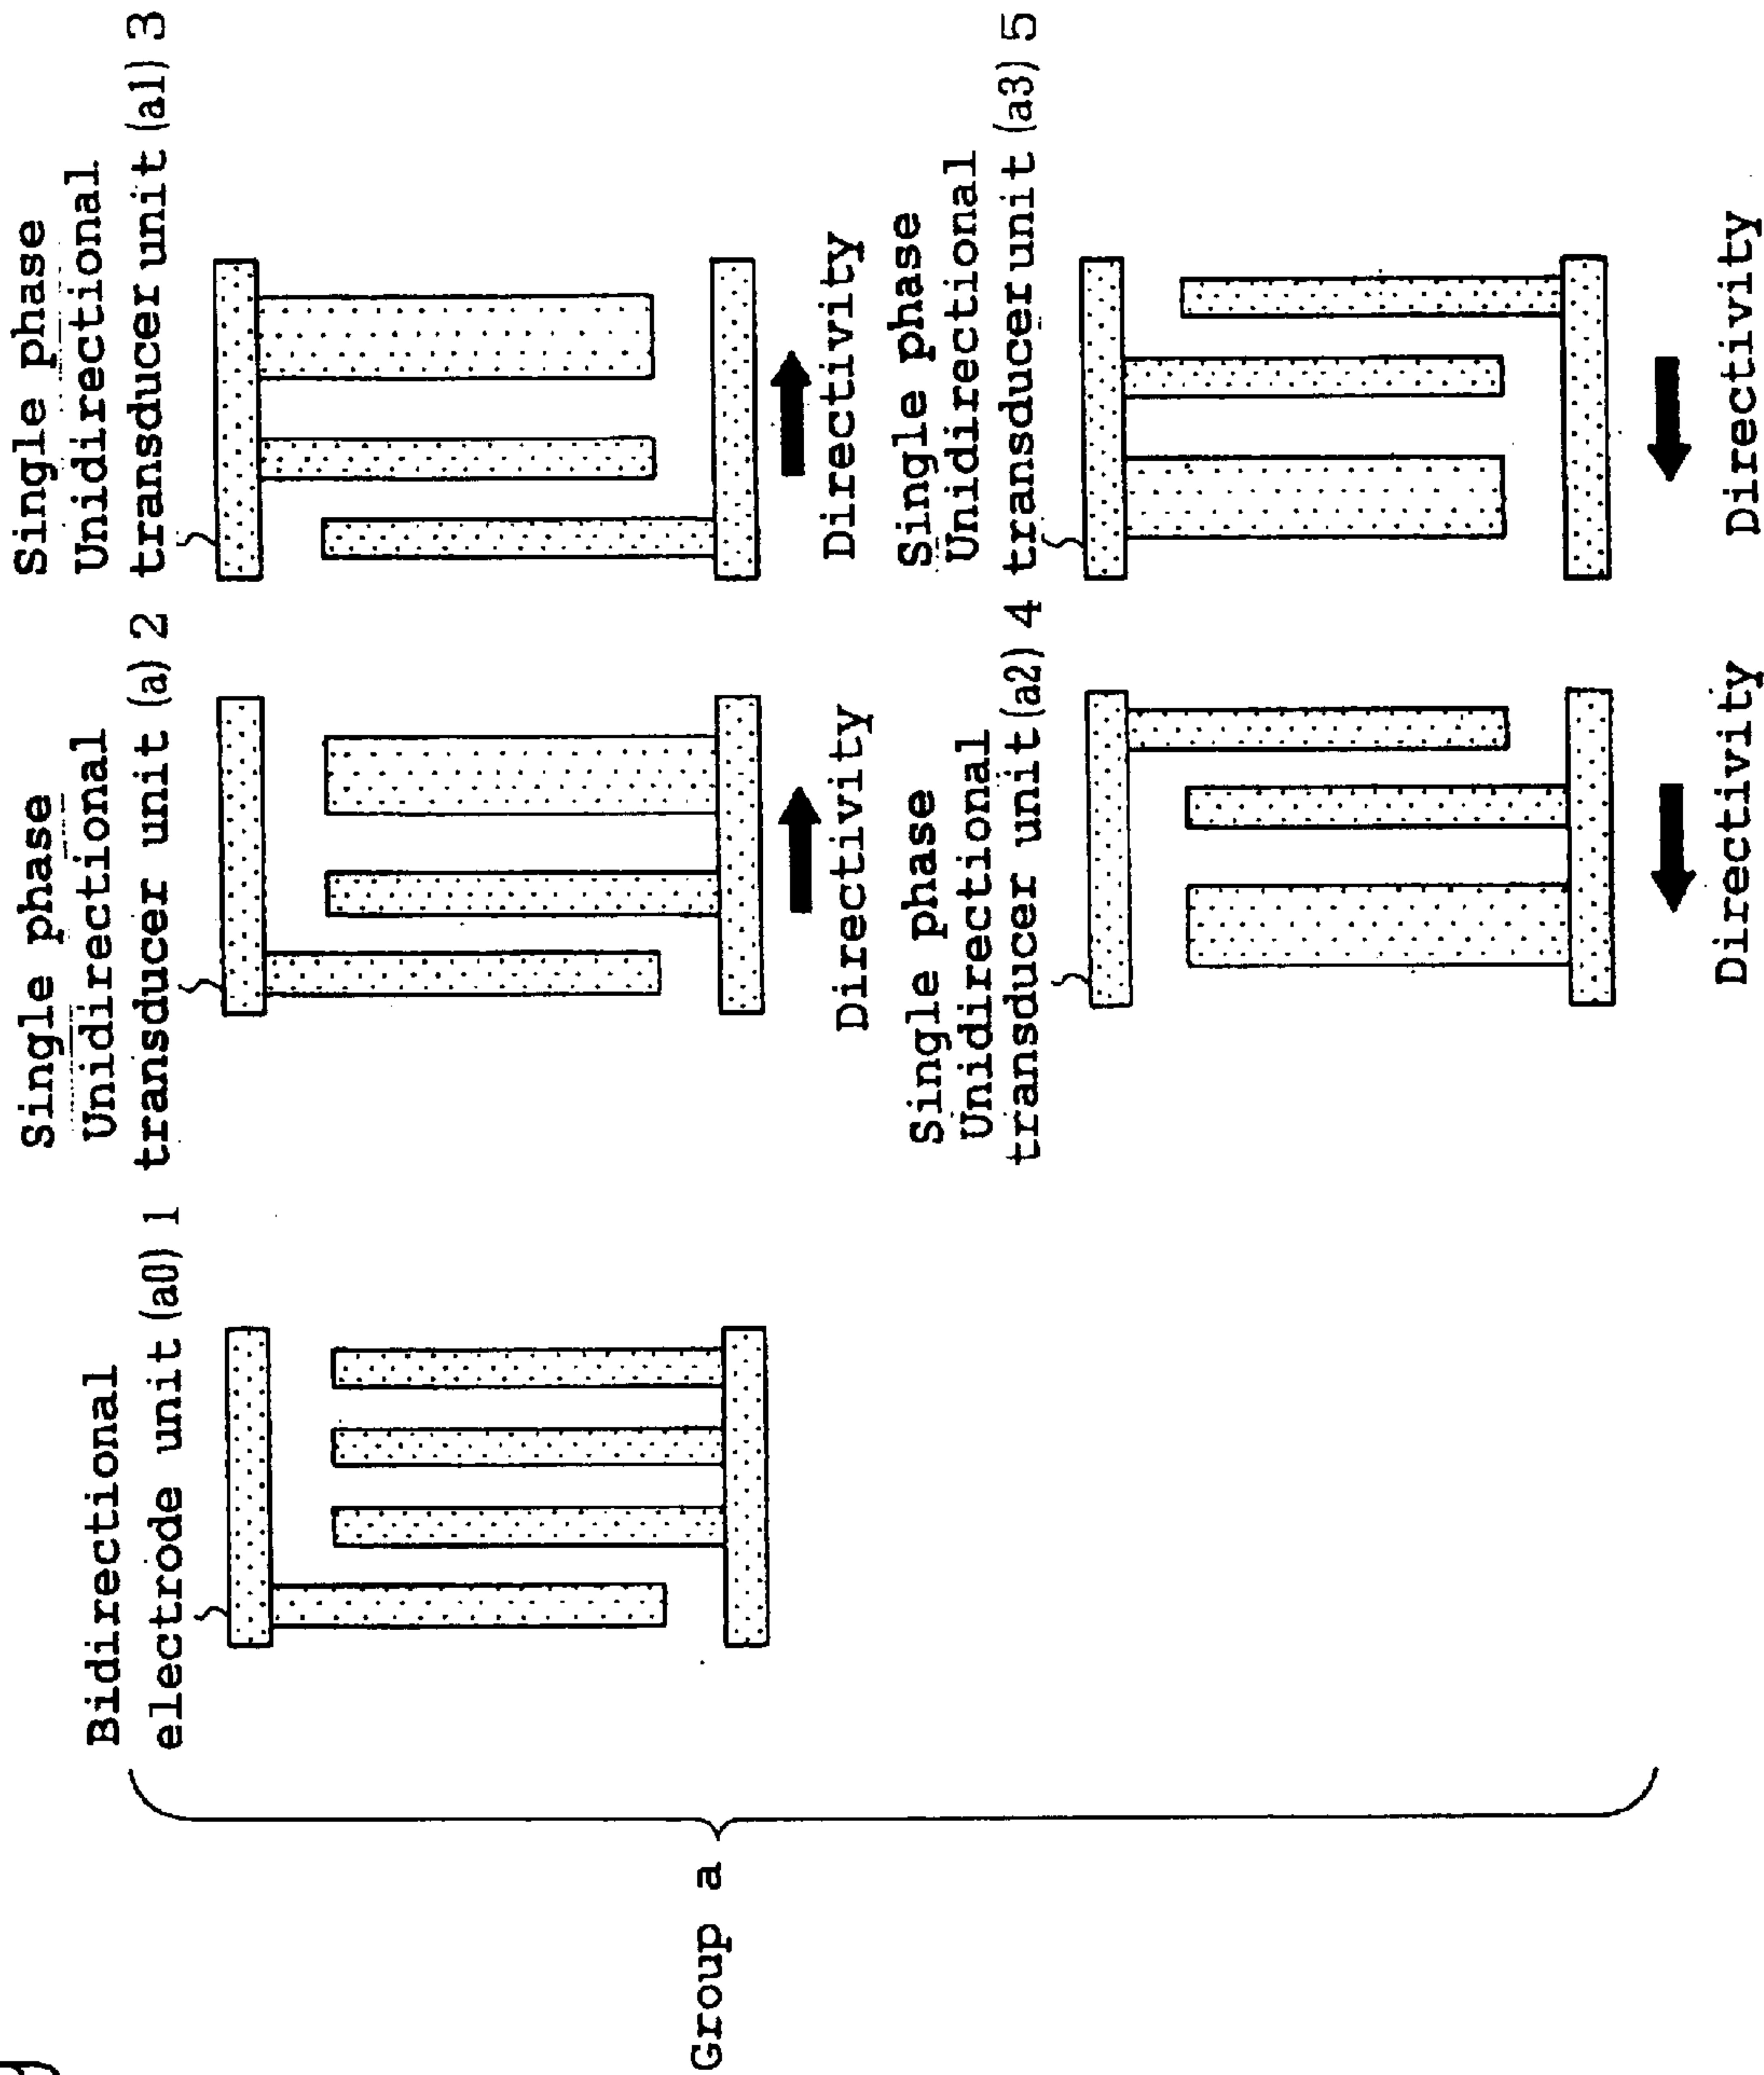 Group a
Bidirectional
electrode unit (a0) 1
Single phase
Unidirectional
transducer unit (a) 2
Directivity
Single phase
Unidirectional
transducer unit (a1) 3
Directivity
Single phase
Unidirectional
transducer unit (a2) 4
Directivity
Single phase
Unidirectional
transducer unit (a3) 5
Directivity